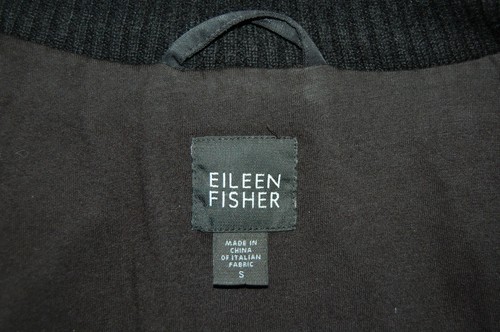 EILEEN
FISHER
MADE IN
CHINA
OF ITALIAN
FABRIC
S